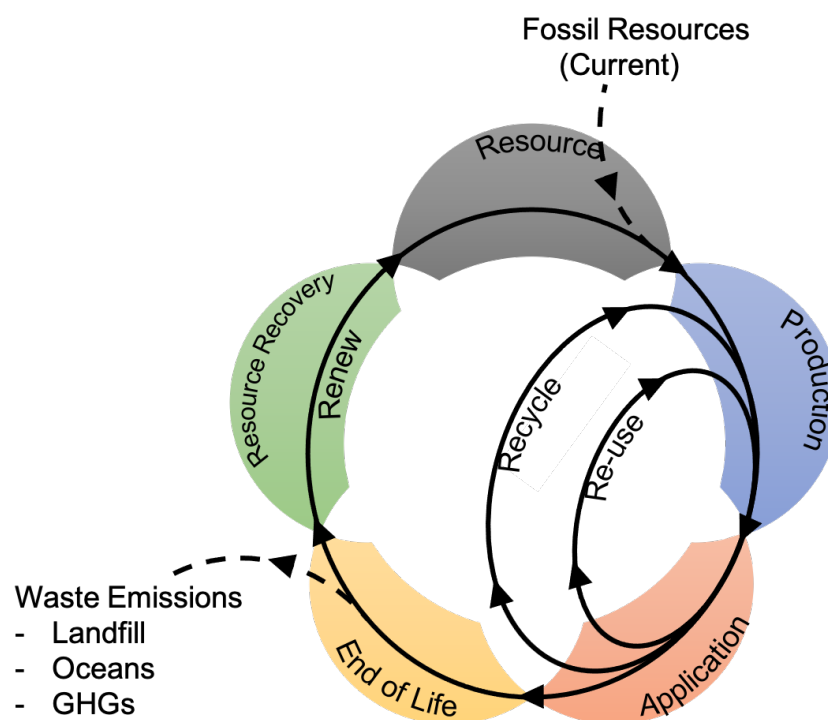 Fossil Resources
(Current)
Resource
Production
Resource Recovery
Renew
Recycle
Re-use
Waste Emissions
- Landfill
- Oceans
- GHGs
End of Life
Application